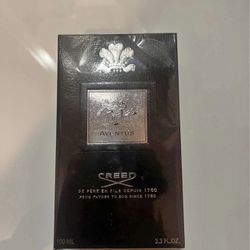 AVENTUS
CREED
DE PÈRE EN FILS DEPUIS 1760
FROM FATHER TO SON SINCE 1760
100 ML 3.3 FL.OZ.